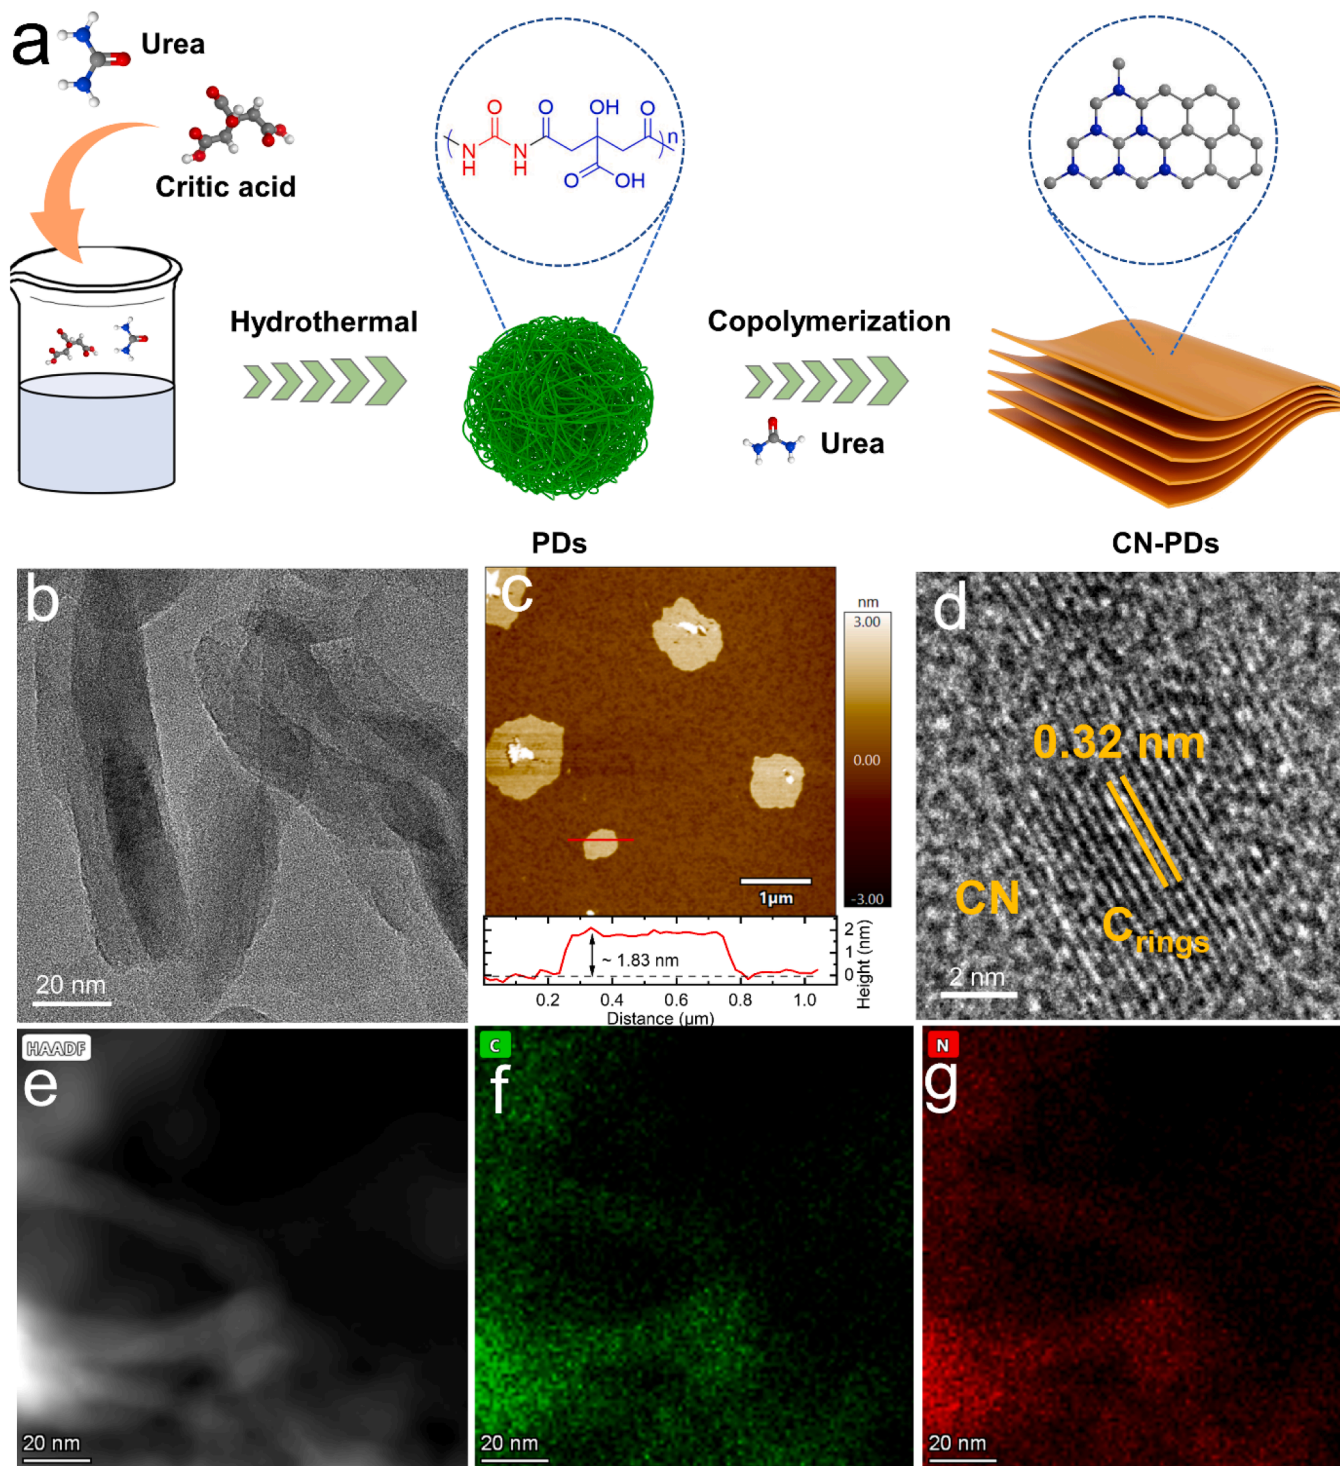 a
Urea
Critic acid
O
O
OH
O
n
N
H
N
H
O
OH
Hydrothermal
Copolymerization
Urea
PDs
CN-PDs
b
20 nm
c
nm
3.00
0.00
-3.00
1μm
~ 1.83 nm
2
1
0
Height (nm)
0.2 0.4 0.6 0.8 1.0
Distance (μm)
d
0.32 nm
CN
Crings
2 nm
HAADF
e
20 nm
C
f
20 nm
N
g
20 nm